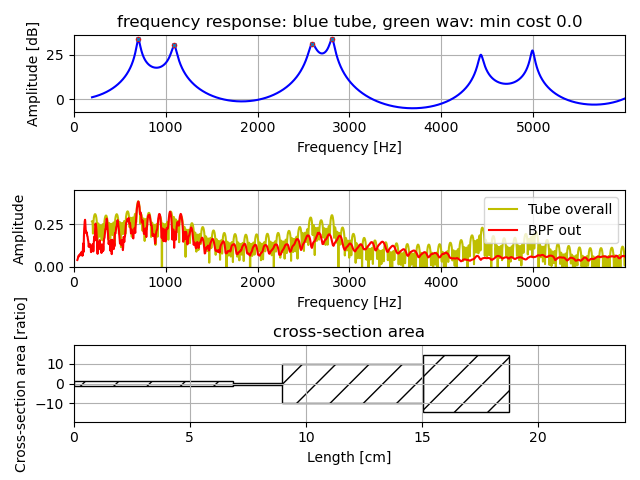 frequency response: blue tube, green wav: min cost 0.0
Amplitude [dB]
25
0
0 1000 2000 3000 4000 5000
Frequency [Hz]
Amplitude
0.25
0.00
Tube overall
BPF out
0 1000 2000 3000 4000 5000
Frequency [Hz]
cross-section area
Cross-section area [ratio]
10
0
−10
0 5 10 15 20
Length [cm]